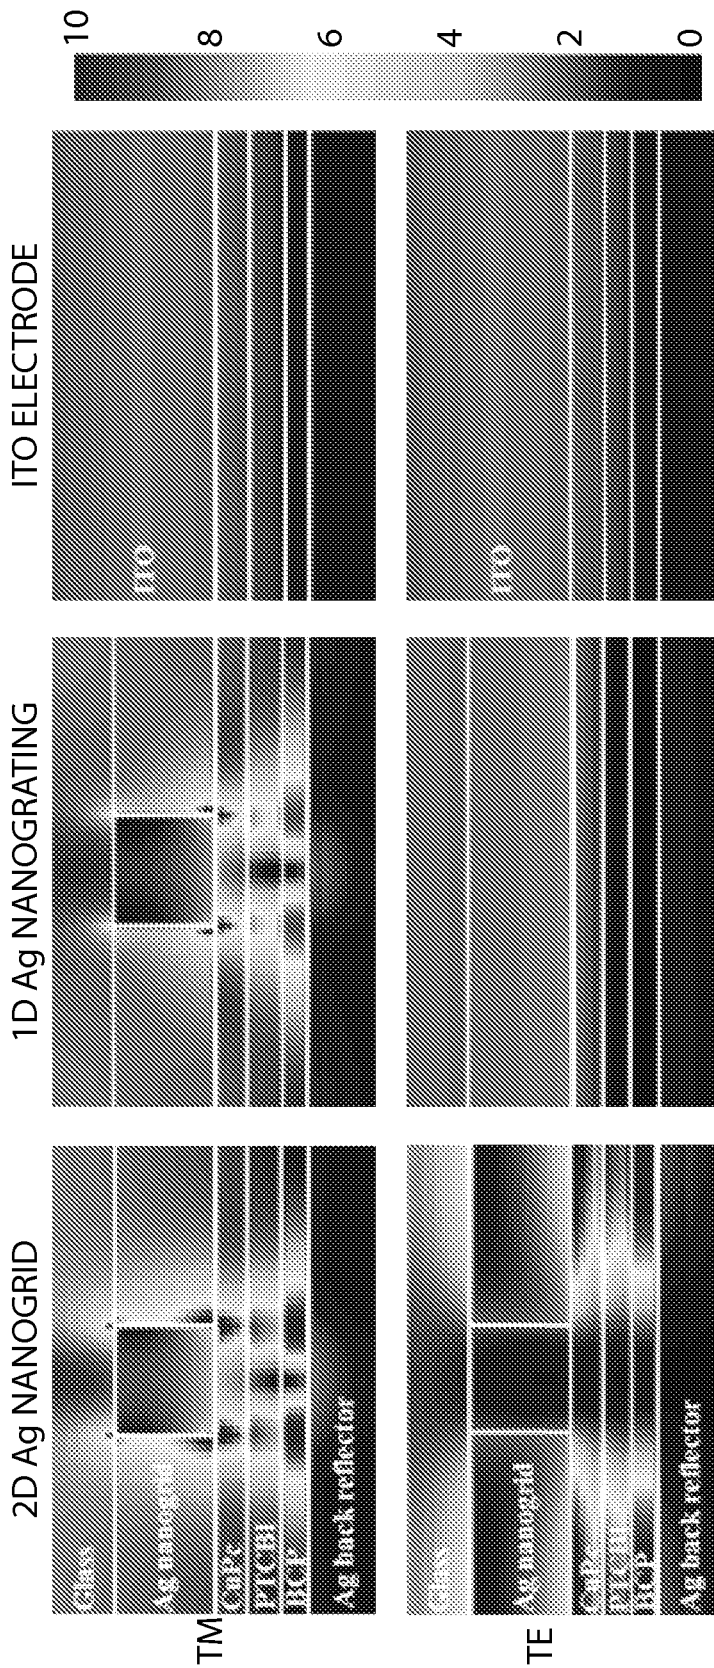 2D Ag NANOGRID
1D Ag NANOGRATING
ITO ELECTRODE
TM
Glass
Ag nanogrid
CuPc
PTCBI
BCP
Ag back reflector
ITO
TE
Glass
Ag nanogrid
CuPc
PTCBI
BCP
Ag back reflector
ITO
10
8
6
4
2
0